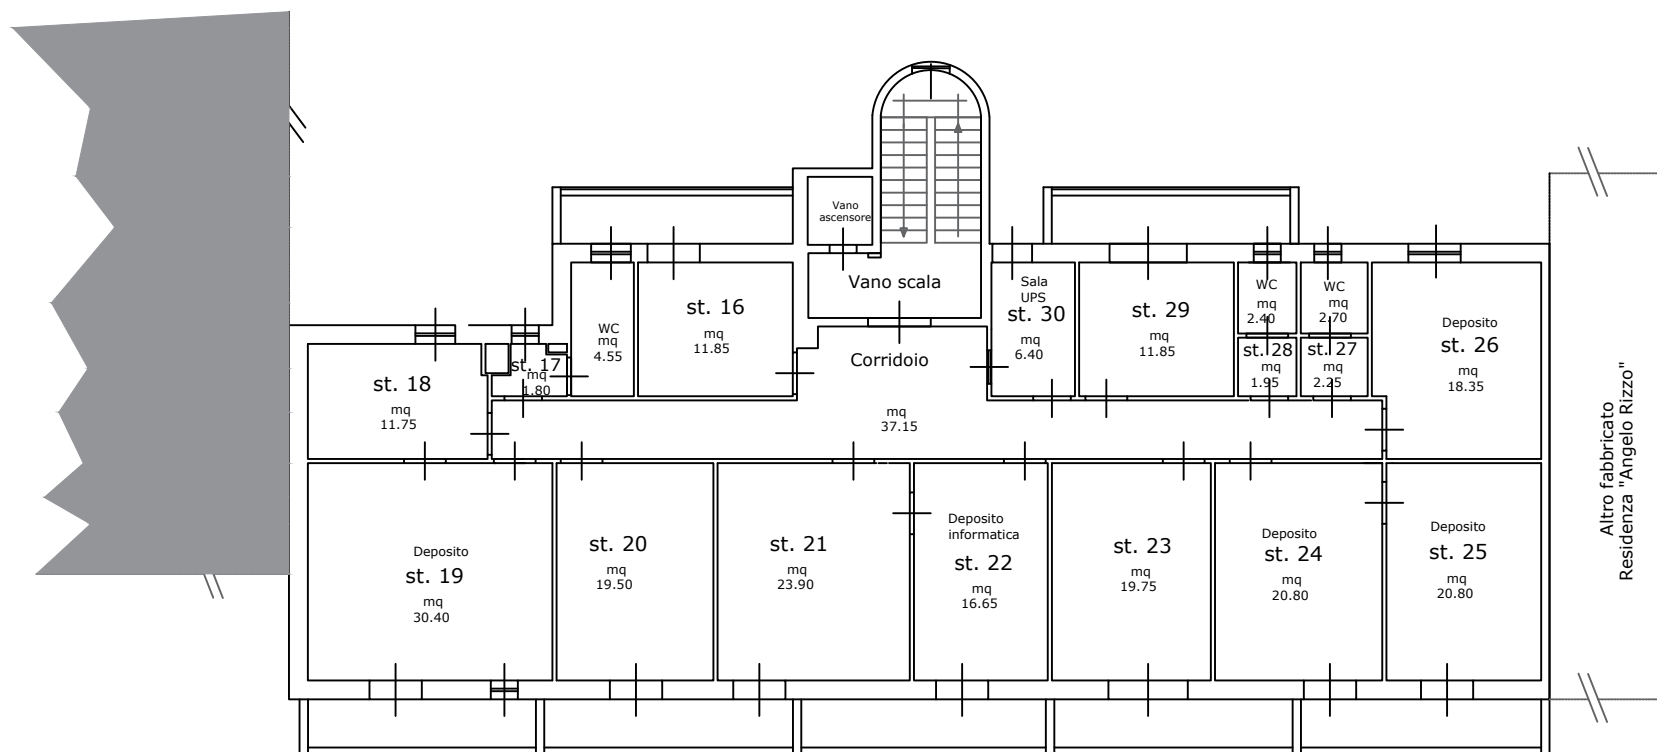 Vano
ascensore
Vano scala
Corridoio
mq
37.15
st. 16
mq
11.85
WC
mq
4.55
st. 17
mq
1.80
st. 18
mq
11.75
Sala
UPS
st. 30
mq
6.40
st. 29
mq
11.85
WC
mq
2.40
st. 28
mq
1.95
WC
mq
2.70
st. 27
mq
2.25
Deposito
st. 26
mq
18.35
Deposito
st. 19
mq
30.40
st. 20
mq
19.50
st. 21
mq
23.90
Deposito
informatica
st. 22
mq
16.65
st. 23
mq
19.75
Deposito
st. 24
mq
20.80
Deposito
st. 25
mq
20.80
Altro fabbricato
Residenza "Angelo Rizzo"